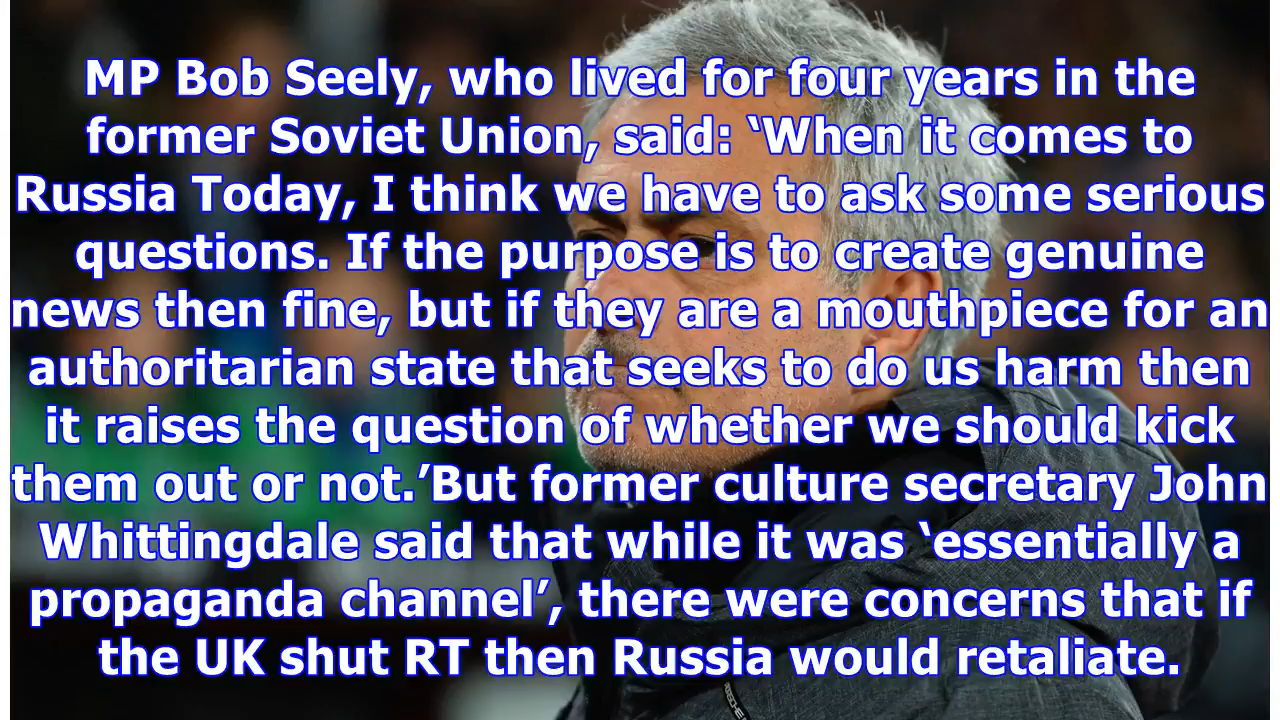 MP Bob Seely, who lived for four years in the
former Soviet Union, said: ‘When it comes to
Russia Today, I think we have to ask some serious
questions. If the purpose is to create genuine
news then fine, but if they are a mouthpiece for an
authoritarian state that seeks to do us harm then
it raises the question of whether we should kick
them out or not.’But former culture secretary John
Whittingdale said that while it was ‘essentially a
propaganda channel’, there were concerns that if
the UK shut RT then Russia would retaliate.